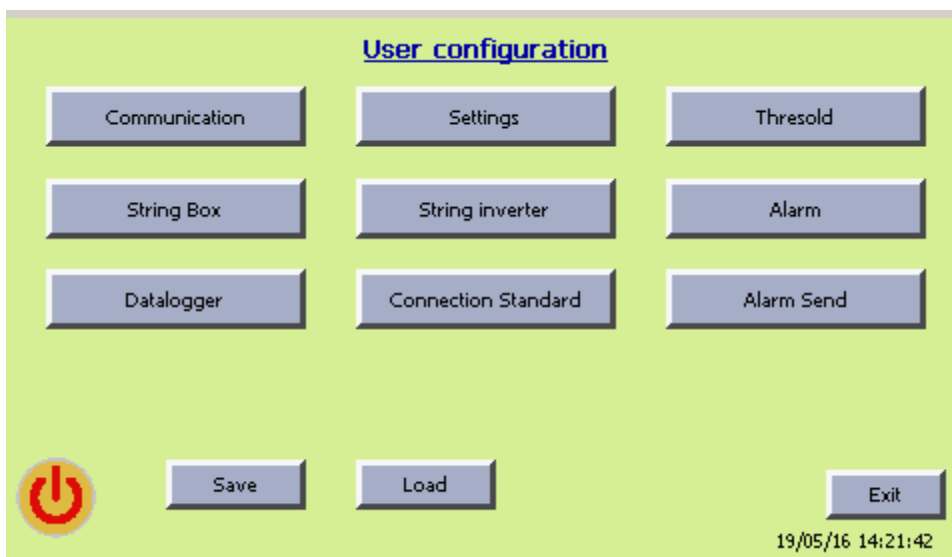 User configuration
Communication Settings Thresold
String Box String inverter Alarm
Datalogger Connection Standard Alarm Send
Save Load
Exit
19/05/16 14:21:42